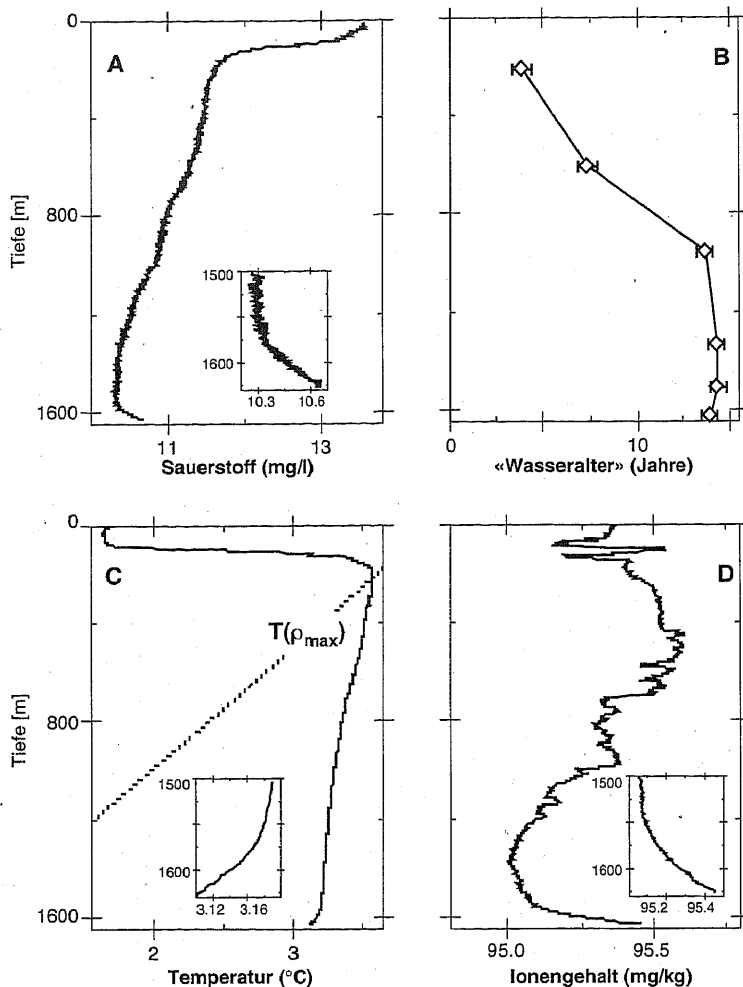 A
0
800
1600
Tiefe [m]
1500
1600
10.3 10.6
11 13
Sauerstoff (mg/l)
B
0 10
«Wasseralter» (Jahre)
C
0
800
1600
Tiefe [m]
T(ρmax)
1500
1600
3.12 3.16
2 3
Temperatur (°C)
D
1500
1600
95.2 95.4
95.0 95.5
Ionengehalt (mg/kg)